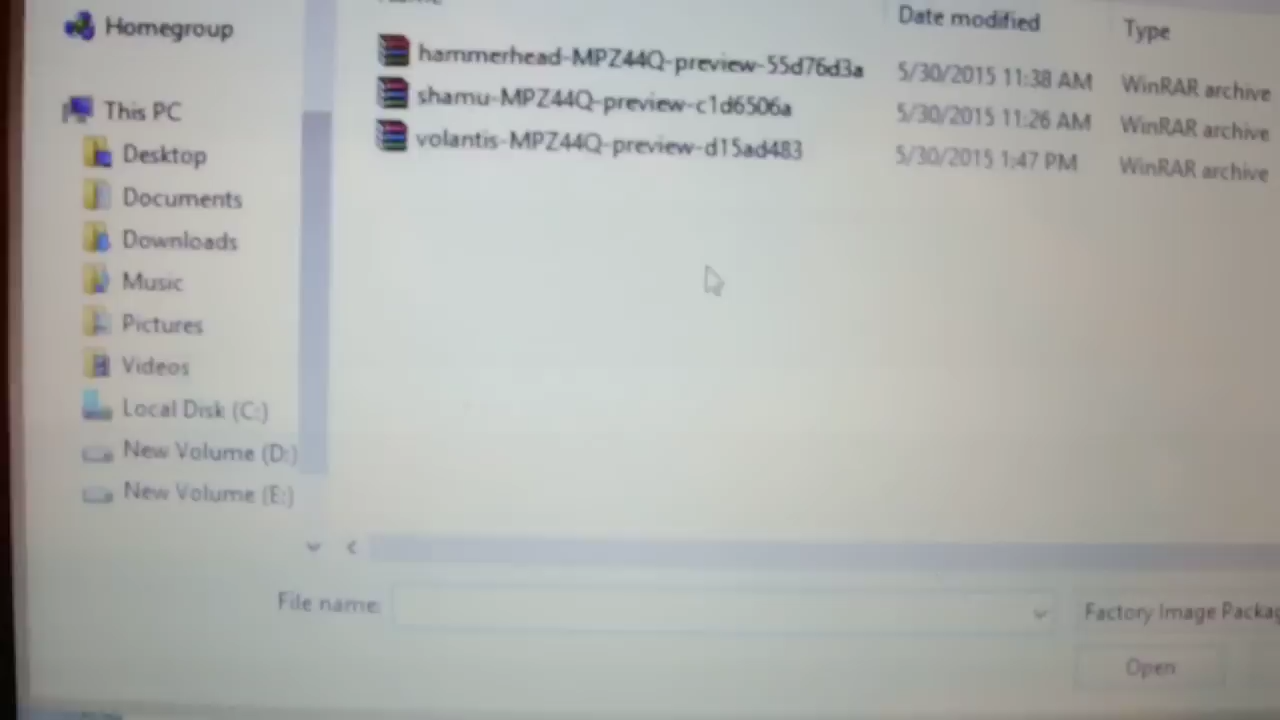 Homegroup
This PC
Desktop
Documents
Downloads
Music
Pictures
Videos
Local Disk (C:)
New Volume (D:)
New Volume (E:)
Date modified
Type
hammerhead-MPZ44Q-preview-55d76d3a 5/30/2015 11:38 AM WinRAR archive
shamu-MPZ44Q-preview-c1d6506a 5/30/2015 11:26 AM WinRAR archive
volantis-MPZ44Q-preview-d15ad483 5/30/2015 1:47 PM WinRAR archive
File name:
Factory Image Packag
Open